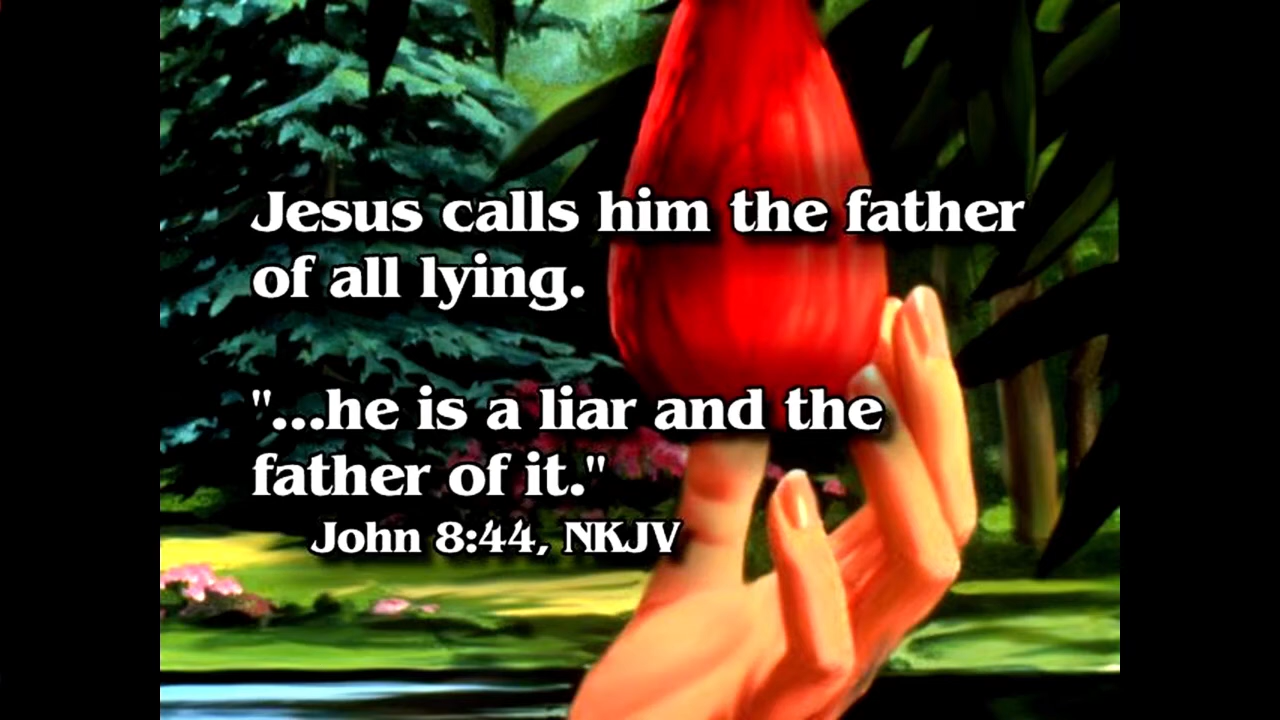 Jesus calls him the father
of all lying.
"...he is a liar and the
father of it."
John 8:44, NKJV